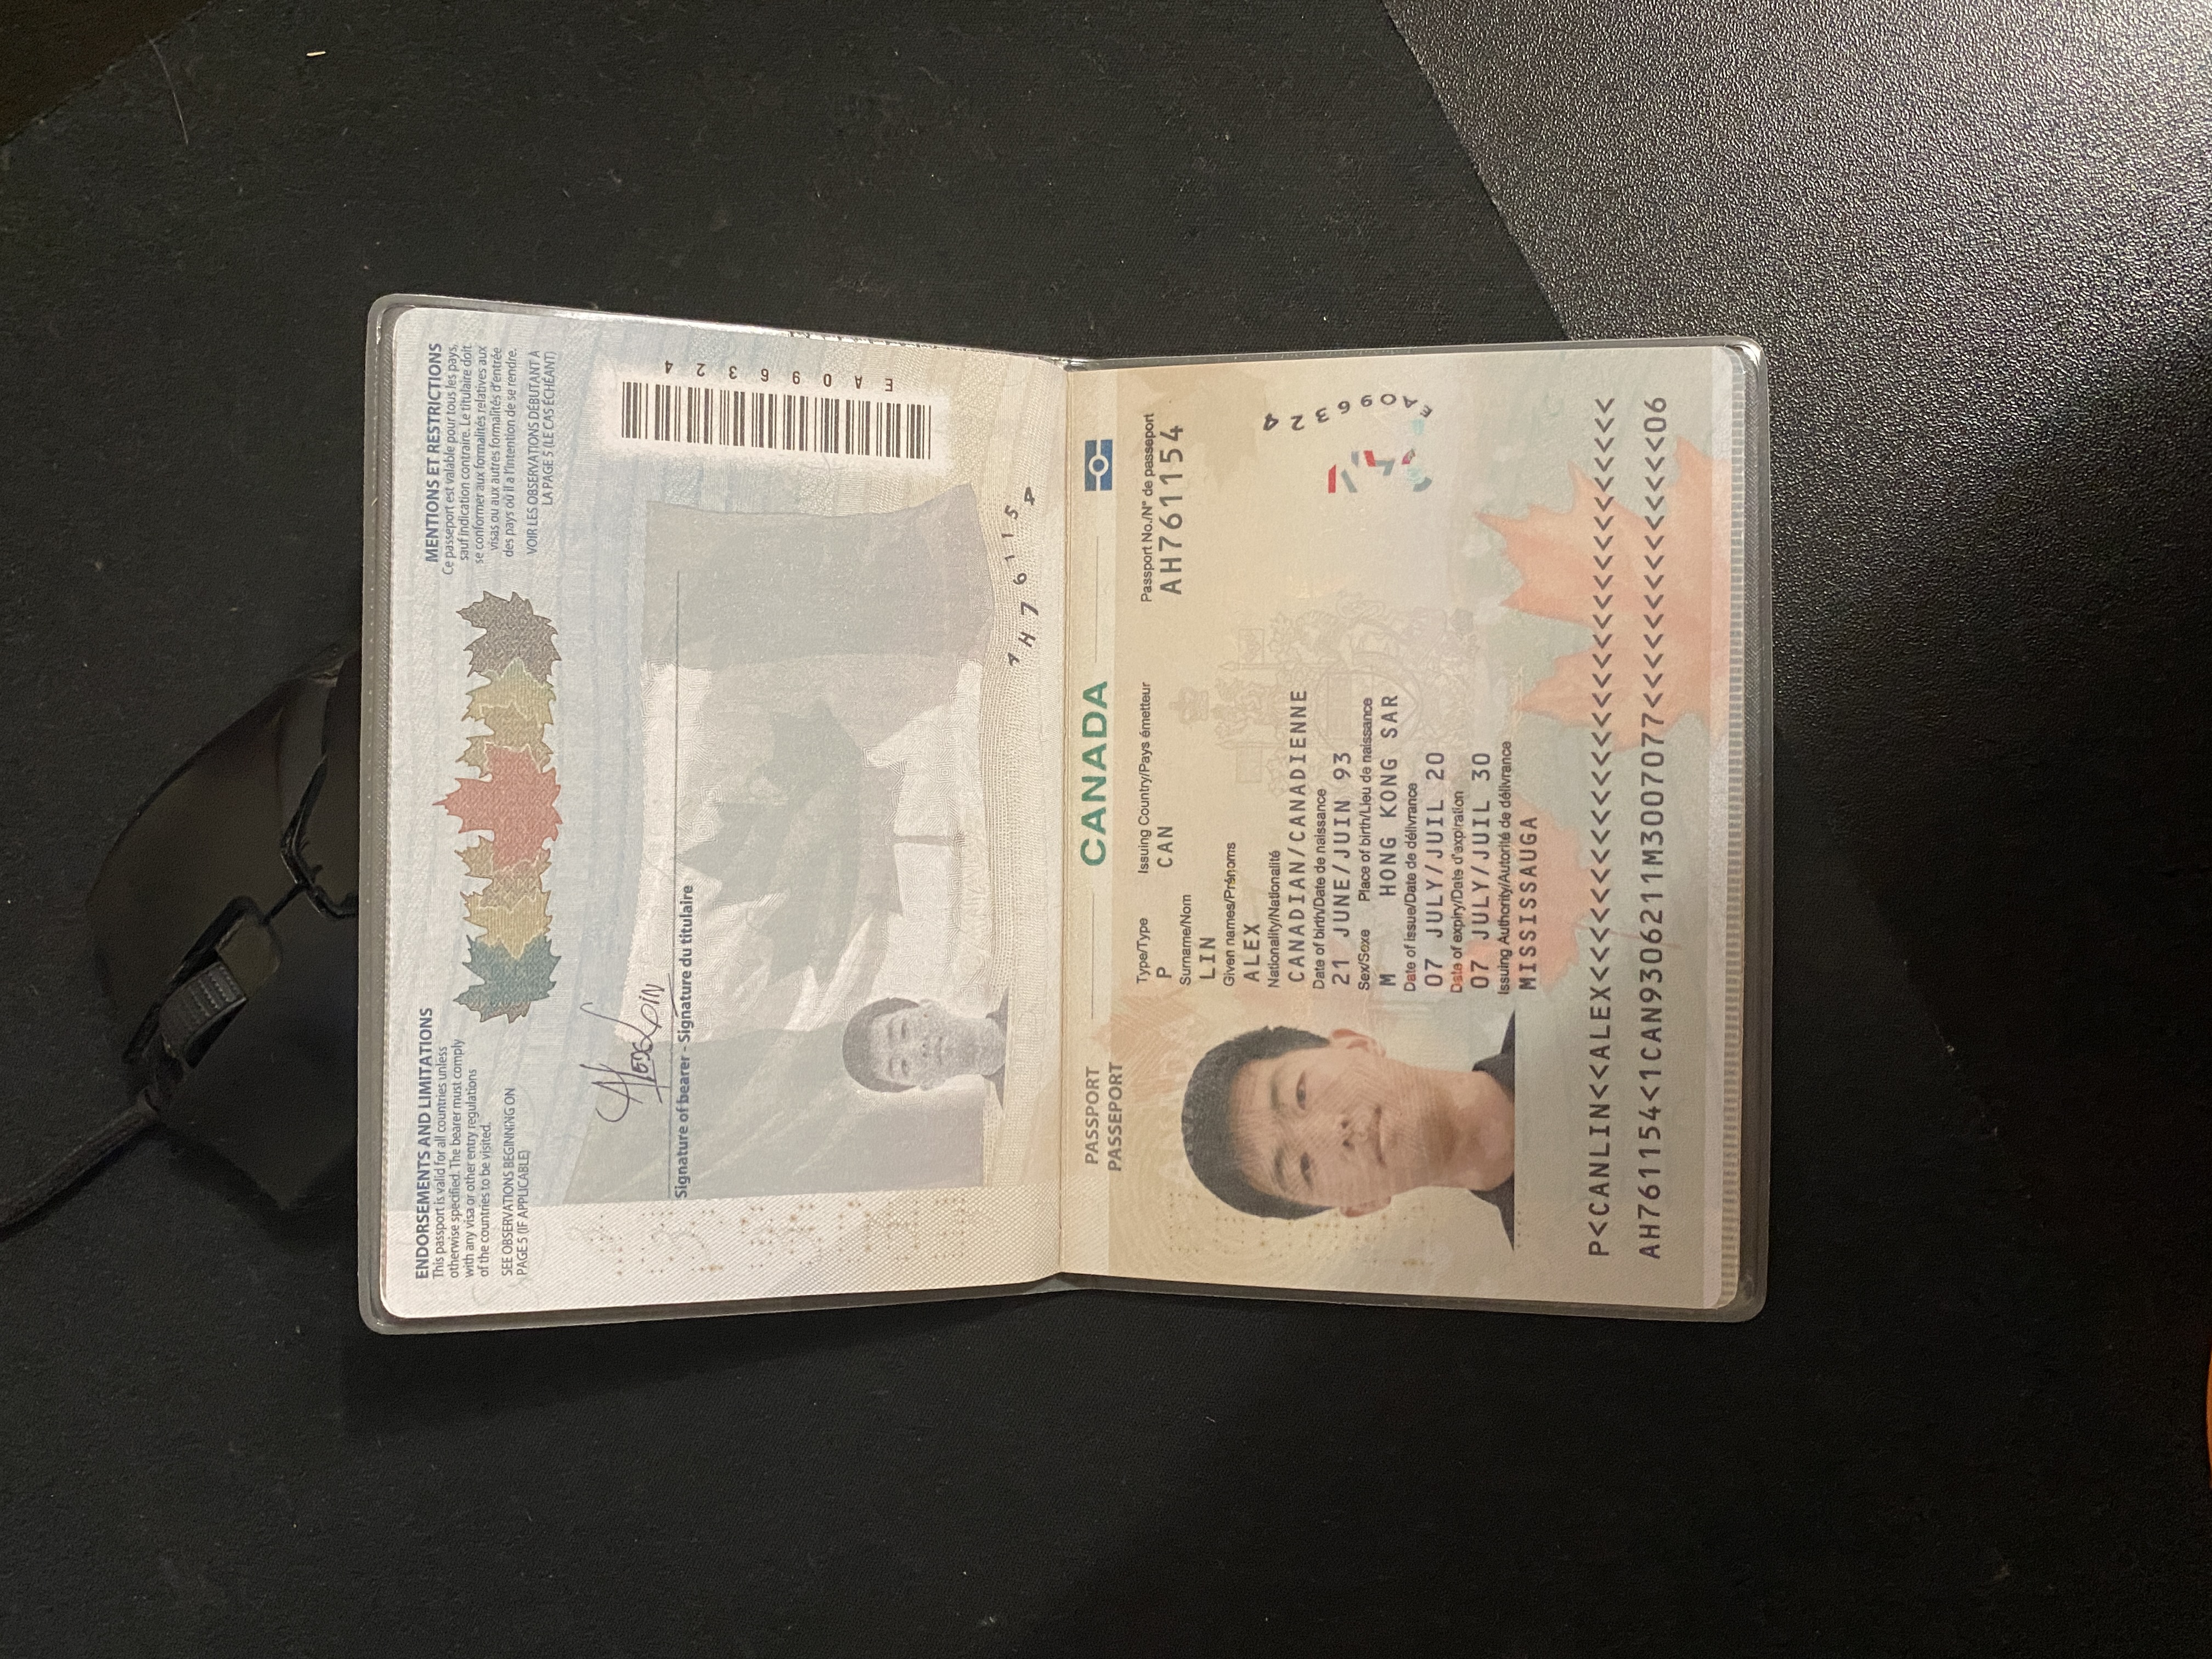 ENDORSEMENTS AND LIMITATIONS
This passport is valid for all countries unless
otherwise specified. The bearer must comply
with any visa or other entry regulations
of the countries to be visited.
SEE OBSERVATIONS BEGINNING ON
PAGE 5 (IF APPLICABLE)
MENTIONS ET RESTRICTIONS
Ce passeport est valable pour tous les pays,
sauf indication contraire. Le titulaire doit
se conformer aux formalités relatives aux
visas ou aux autres formalités d'entrée
des pays où il a l'intention de se rendre.
VOIR LES OBSERVATIONS DÉBUTANT À
LA PAGE 5 (LE CAS ÉCHÉANT)
Alex Lin
Signature of bearer - Signature du titulaire
EA096324
AH761154
PASSPORT
PASSEPORT
CANADA
Type/Type Issuing Country/Pays émetteur Passport No./N° de passeport
P CAN AH761154
Surname/Nom
LIN
Given names/Prénoms
ALEX
Nationality/Nationalité
CANADIAN/CANADIENNE
Date of birth/Date de naissance
21 JUNE/JUIN 93
Sex/Sexe Place of birth/Lieu de naissance
M HONG KONG SAR
Date of issue/Date de délivrance
07 JULY/JUIL 20
Date of expiry/Date d'expiration
07 JULY/JUIL 30
Issuing Authority/Autorité de délivrance
MISSISSAUGA
EA096324
P<CANLIN<<ALEX<<<<<<<<<<<<<<<<<<<<<<<<<<<<<<
AH761154<1CAN9306211M3007077<<<<<<<<<<<<<<06